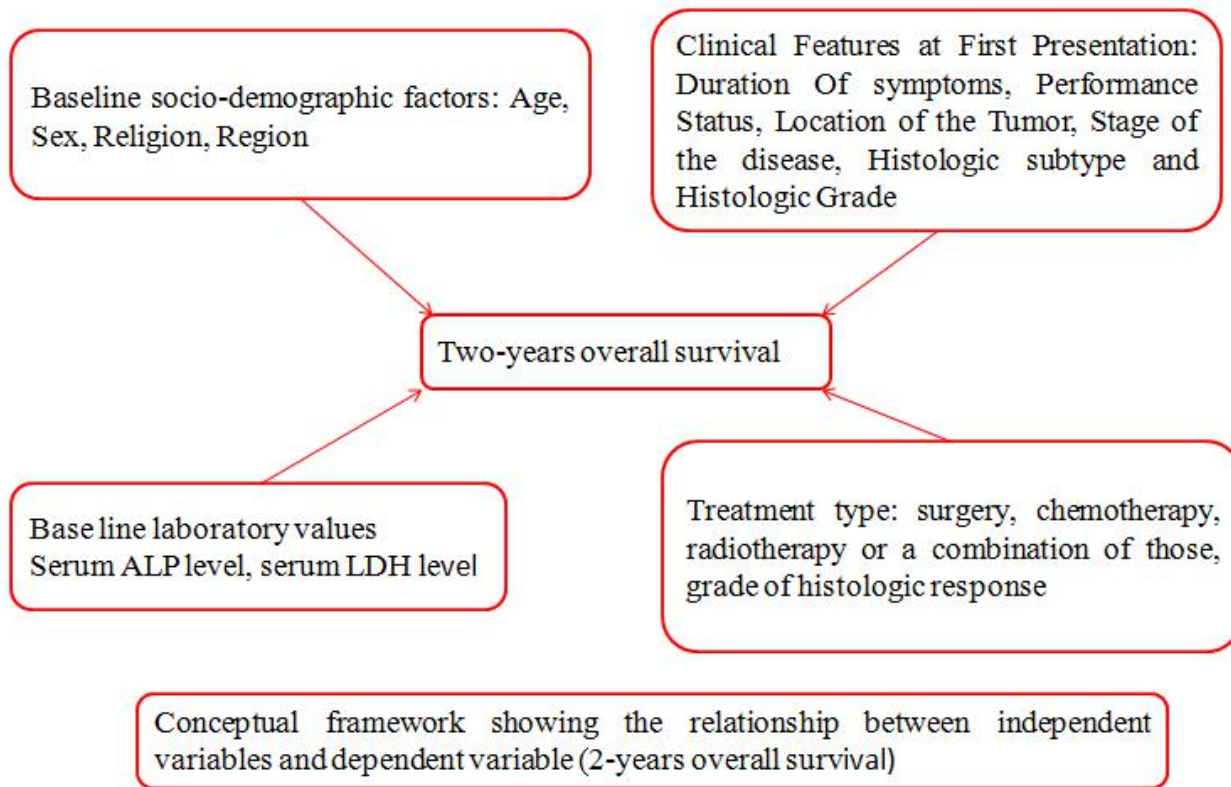 Baseline socio-demographic factors: Age,
Sex, Religion, Region
Clinical Features at First Presentation:
Duration Of symptoms, Performance
Status, Location of the Tumor, Stage of
the disease, Histologic subtype and
Histologic Grade
Two-years overall survival
Base line laboratory values
Serum ALP level, serum LDH level
Treatment type: surgery, chemotherapy,
radiotherapy or a combination of those,
grade of histologic response
Conceptual framework showing the relationship between independent
variables and dependent variable (2-years overall survival)